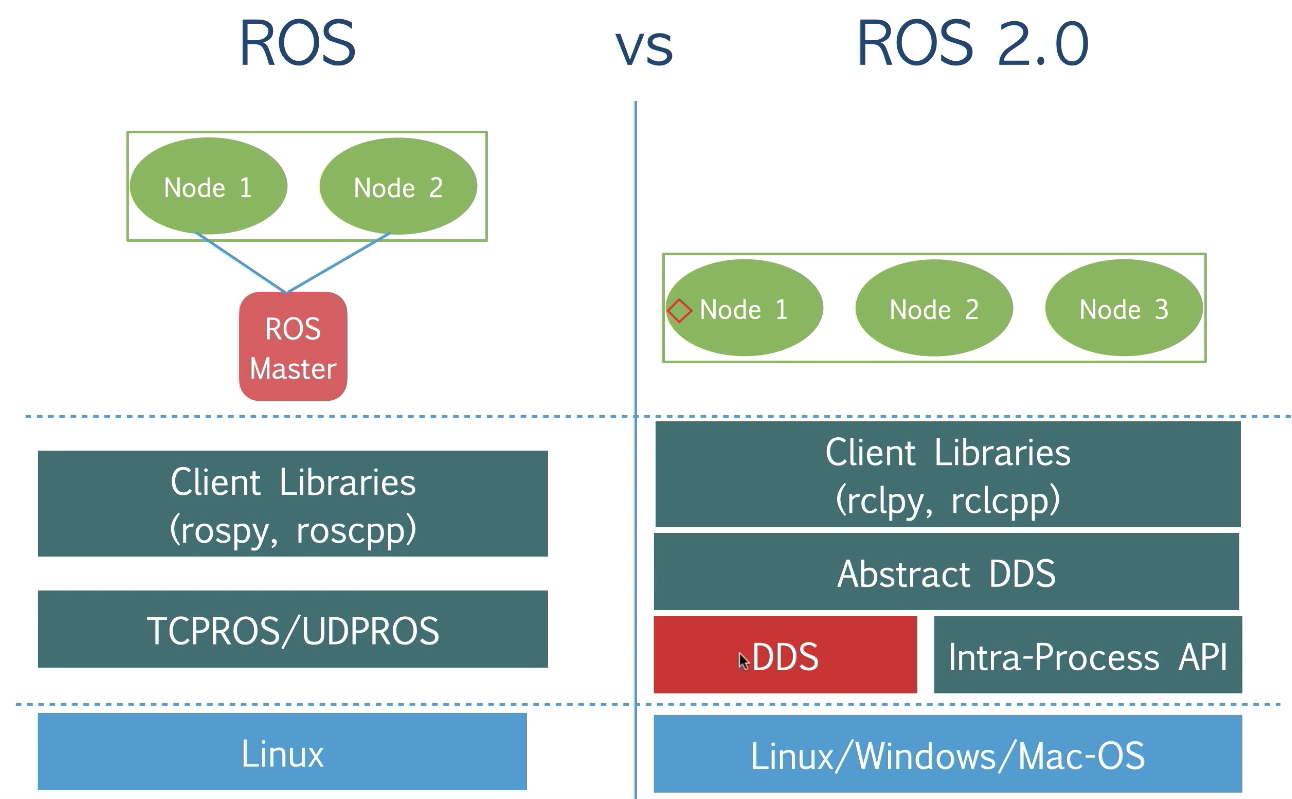 ROS vs ROS 2.0
Node 1 Node 2
ROS
Master
Client Libraries
(rospy, roscpp)
TCPROS/UDPROS
Linux
Node 1 Node 2 Node 3
Client Libraries
(rclpy, rclcpp)
Abstract DDS
DDS Intra-Process API
Linux/Windows/Mac-OS